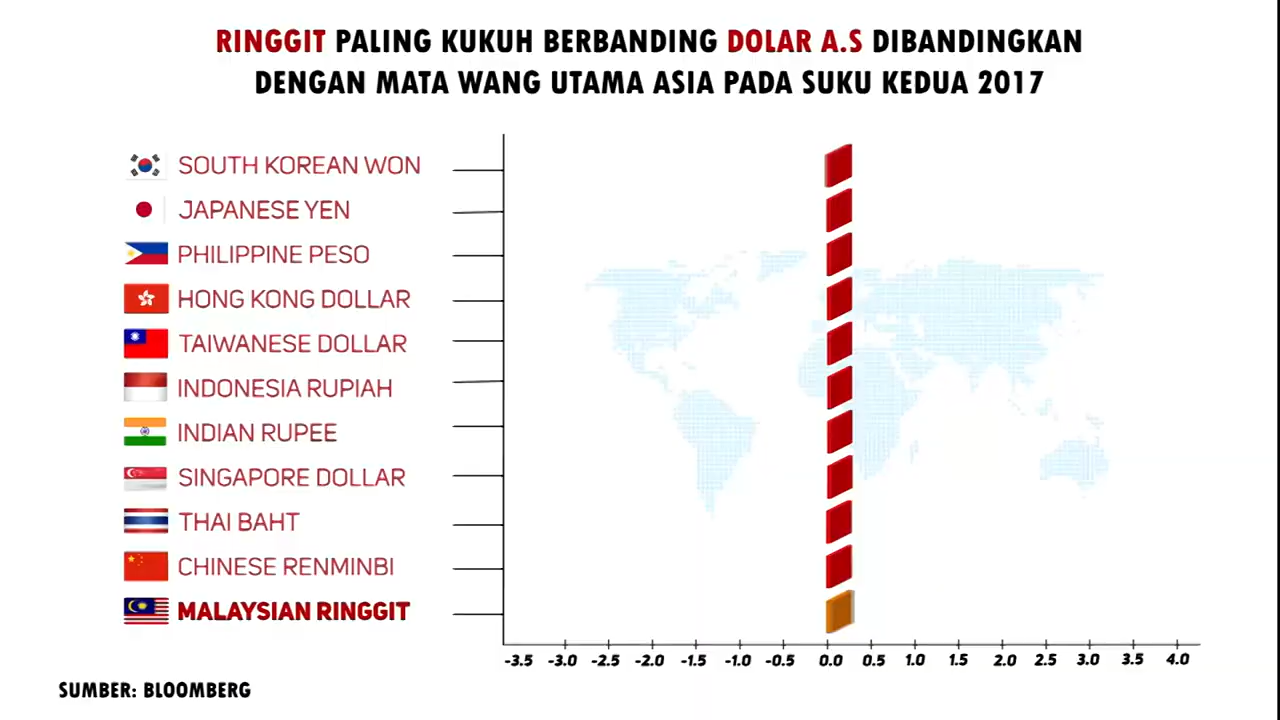 RINGGIT PALING KUKUH BERBANDING DOLAR A.S DIBANDINGKAN
DENGAN MATA WANG UTAMA ASIA PADA SUKU KEDUA 2017
SOUTH KOREAN WON
JAPANESE YEN
PHILIPPINE PESO
HONG KONG DOLLAR
TAIWANESE DOLLAR
INDONESIA RUPIAH
INDIAN RUPEE
SINGAPORE DOLLAR
THAI BAHT
CHINESE RENMINBI
MALAYSIAN RINGGIT
-3.5 -3.0 -2.5 -2.0 -1.5 -1.0 -0.5 0.0 0.5 1.0 1.5 2.0 2.5 3.0 3.5 4.0
SUMBER: BLOOMBERG